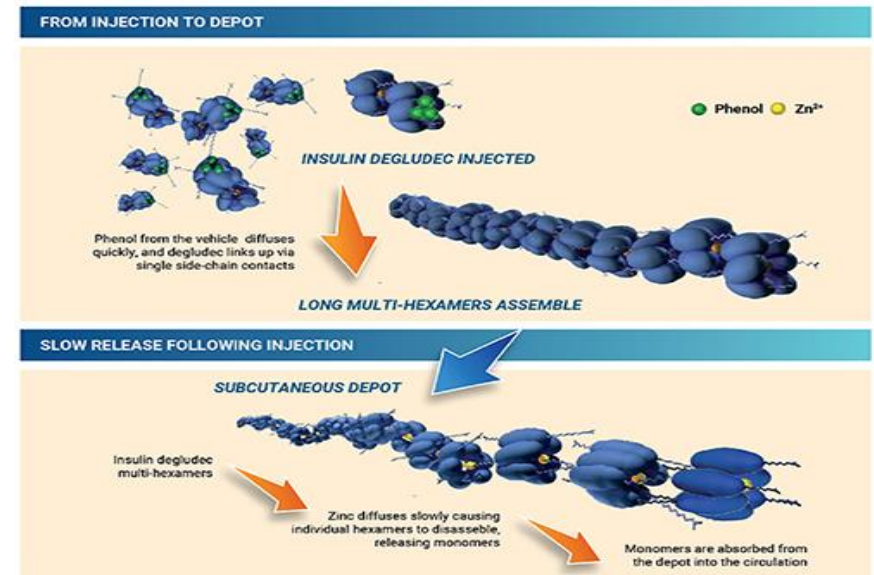 FROM INJECTION TO DEPOT
Phenol Zn²⁺
INSULIN DEGLUDEC INJECTED
Phenol from the vehicle diffuses
quickly, and degludec links up via
single side-chain contacts
LONG MULTI-HEXAMERS ASSEMBLE
SLOW RELEASE FOLLOWING INJECTION
SUBCUTANEOUS DEPOT
Insulin degludec
multi-hexamers
Zinc diffuses slowly causing
individual hexamers to disasseble,
releasing monomers
Monomers are absorbed from
the depot into the circulation